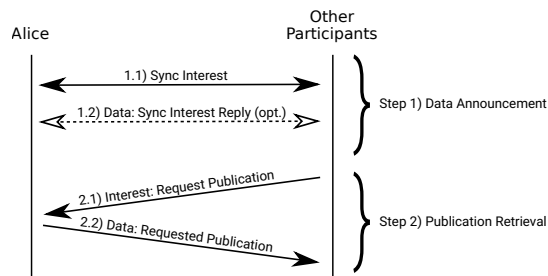 Alice
Other
Participants
1.1) Sync Interest
1.2) Data: Sync Interest Reply (opt.)
Step 1) Data Announcement
2.1) Interest: Request Publication
2.2) Data: Requested Publication
Step 2) Publication Retrieval